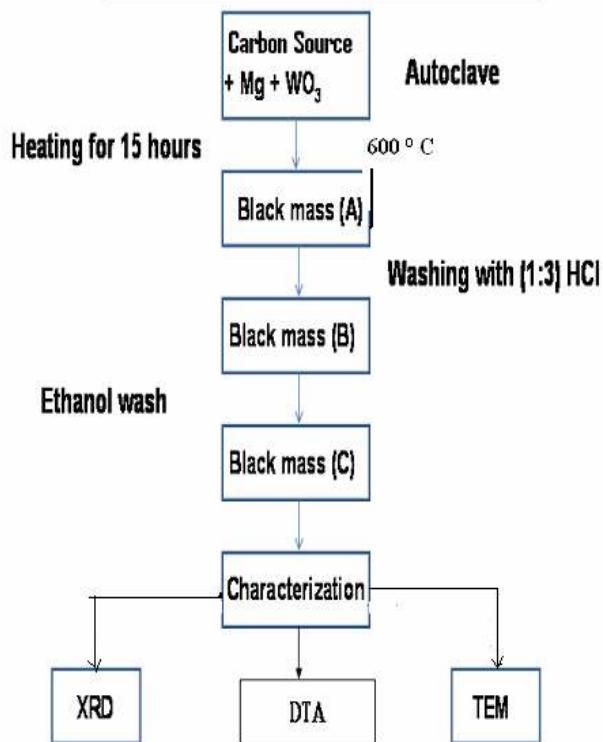 Carbon Source
+ Mg + WO₃
Autoclave
Heating for 15 hours
600 ° C
Black mass (A)
Washing with (1:3) HCl
Black mass (B)
Ethanol wash
Black mass (C)
Characterization
XRD
DTA
TEM